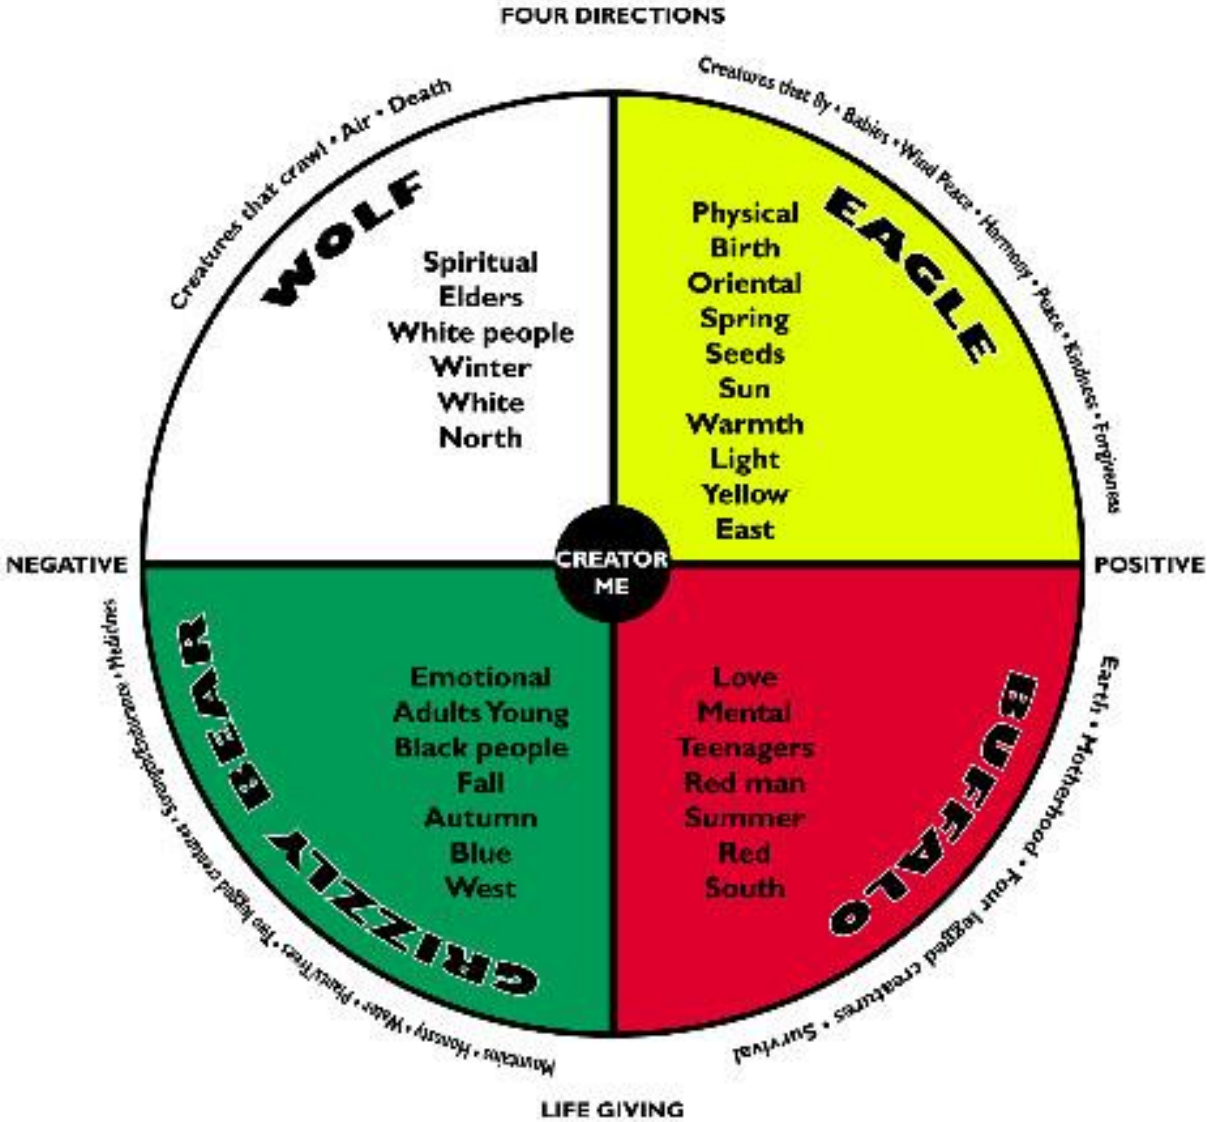 FOUR DIRECTIONS
Creatures that crawl • Air • Death
Creatures that fly • Babies • Wind Peace • Harmony • Peace • Kindness • Forgiveness
WOLF
Spiritual
Elders
White people
Winter
White
North
EAGLE
Physical
Birth
Oriental
Spring
Seeds
Sun
Warmth
Light
Yellow
East
NEGATIVE
CREATOR
ME
POSITIVE
GRIZZLY BEAR
Emotional
Adults Young
Black people
Fall
Autumn
Blue
West
Love
Mental
Teenagers
Red man
Summer
Red
South
BUFFALO
Mountains • Honesty • Water • Plants/Trees • Two legged creatures • Strength/Endurance • Medicines
Earth • Motherhood • Four legged creatures • Survival
LIFE GIVING